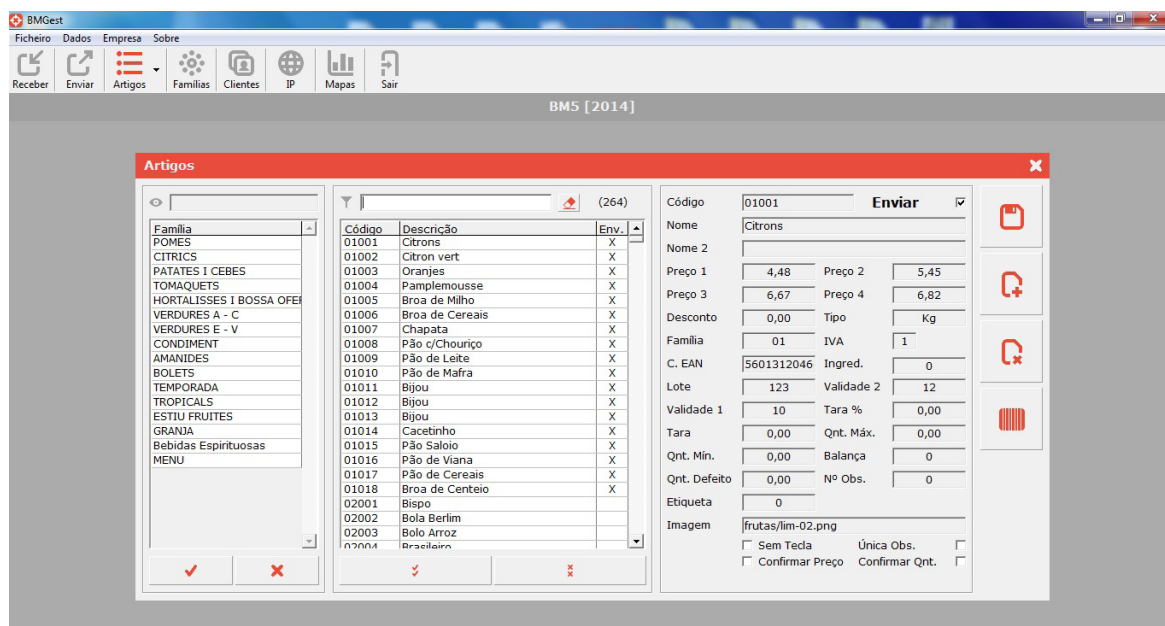 BMGest
Ficheiro Dados Empresa Sobre
Receber Enviar Artigos Famílias Clientes IP Mapas Sair
BM5 [2014]
Artigos
(264)
Família
POMES
CITRICS
PATATES I CEBES
TOMAQUETS
HORTALISSES I BOSSA OFE
VERDURES A - C
VERDURES E - V
CONDIMENT
AMANIDES
BOLETS
TEMPORADA
TROPICALS
ESTIU FRUITES
GRANJA
Bebidas Espirituosas
MENU
Código Descrição Env.
01001 Citrons X
01002 Citron vert X
01003 Oranjes X
01004 Pamplemousse X
01005 Broa de Milho X
01006 Broa de Cereais X
01007 Chapata X
01008 Pão c/Chouriço X
01009 Pão de Leite X
01010 Pão de Mafra X
01011 Bijou X
01012 Bijou X
01013 Bijou X
01014 Cacetinho X
01015 Pão Saloio X
01016 Pão de Viana X
01017 Pão de Cereais X
01018 Broa de Centeio X
02001 Bispo
02002 Bola Berlim
02003 Bolo Arroz
02004 Brasileiro
Código 01001 Enviar
Nome Citrons
Nome 2
Preço 1 4,48 Preço 2 5,45
Preço 3 6,67 Preço 4 6,82
Desconto 0,00 Tipo Kg
Família 01 IVA 1
C. EAN 5601312046 Ingred. 0
Lote 123 Validade 2 12
Validade 1 10 Tara % 0,00
Tara 0,00 Qnt. Máx. 0,00
Qnt. Mín. 0,00 Balança 0
Qnt. Defeito 0,00 Nº Obs. 0
Etiqueta 0
Imagem frutas/lim-02.png
Sem Tecla Única Obs.
Confirmar Preço Confirmar Qnt.